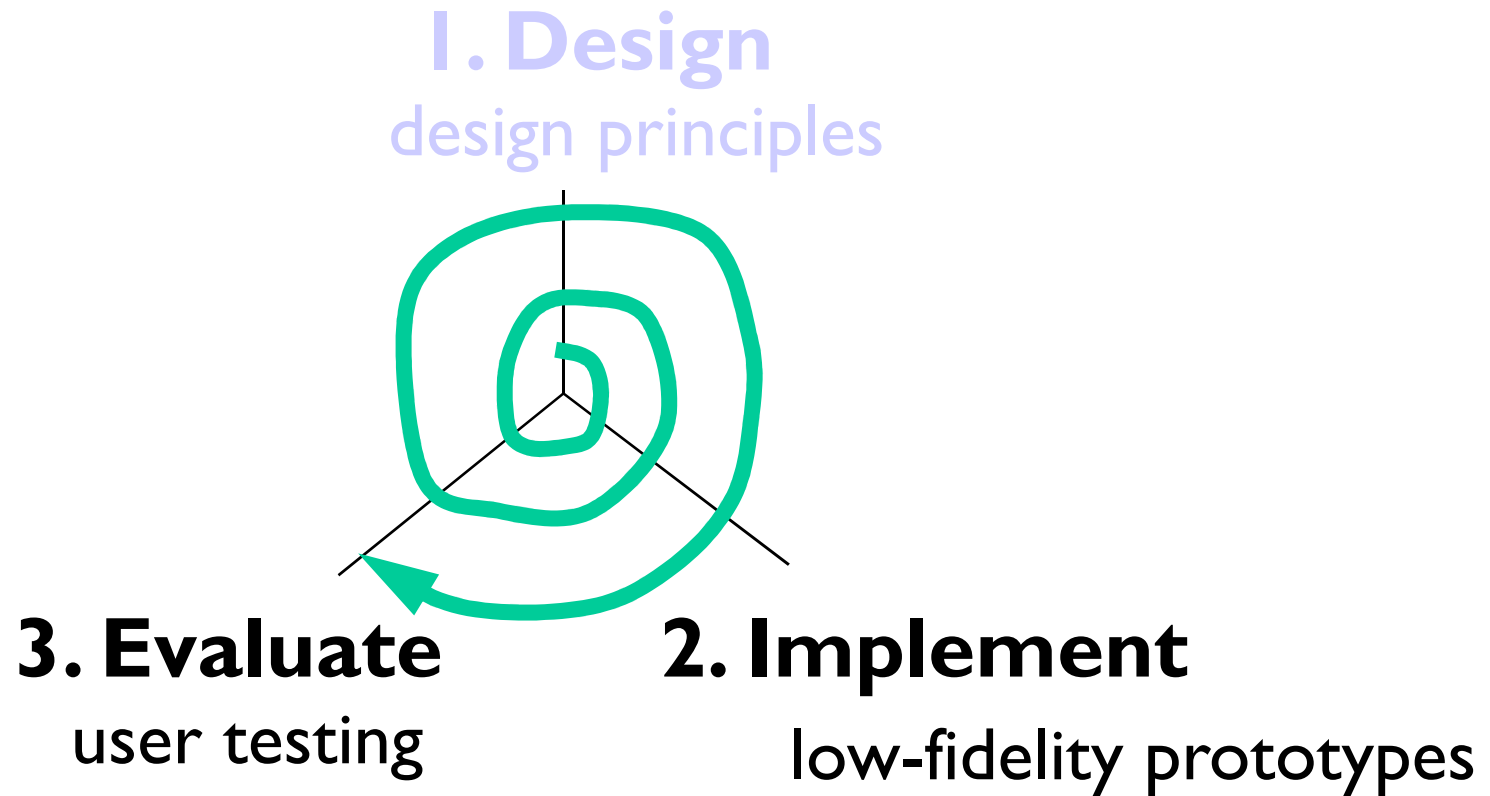 1. Design
design principles
3. Evaluate
user testing
2. Implement
low-fidelity prototypes